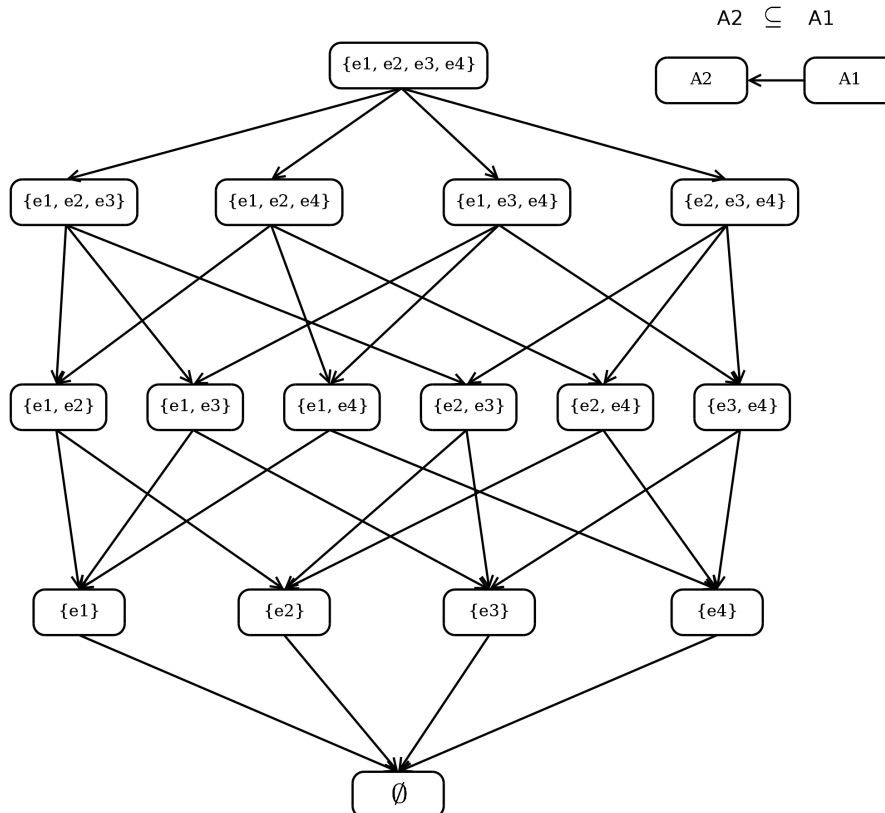 A2 ⊆ A1
{e1, e2, e3, e4}
A2
A1
{e1, e2, e3}
{e1, e2, e4}
{e1, e3, e4}
{e2, e3, e4}
{e1, e2}
{e1, e3}
{e1, e4}
{e2, e3}
{e2, e4}
{e3, e4}
{e1}
{e2}
{e3}
{e4}
∅